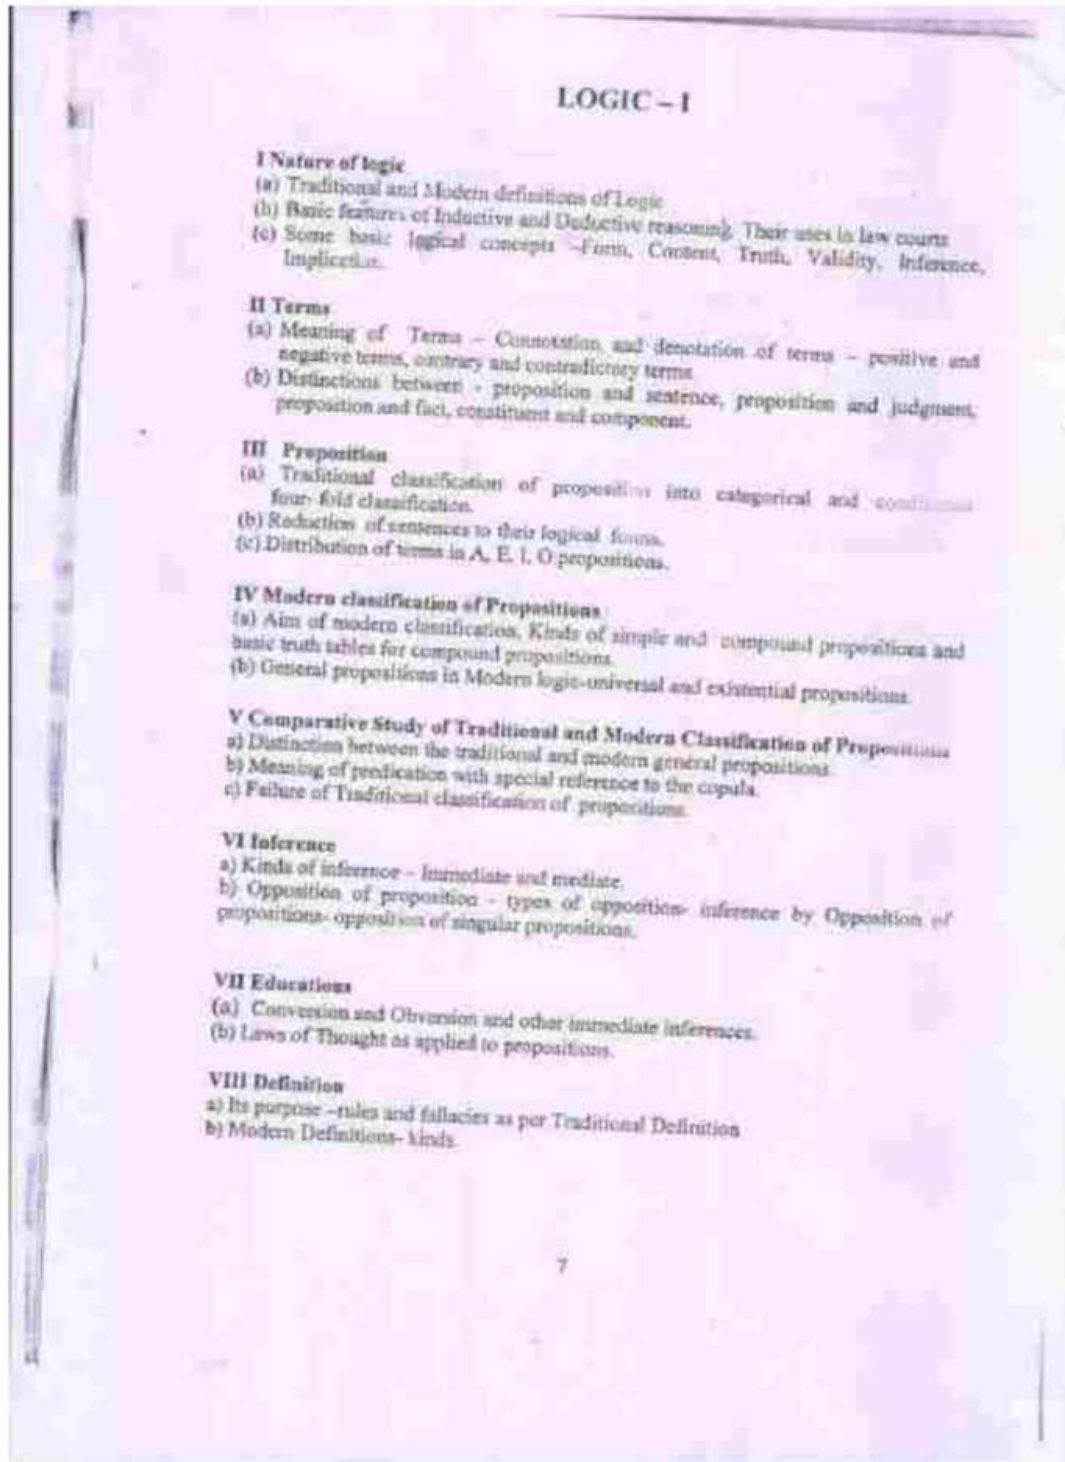 LOGIC – I
I Nature of logic
(a) Traditional and Modern definitions of Logic
(b) Basic features of Inductive and Deductive reasoning. Their uses in law courts
(c) Some basic logical concepts –Form, Content, Truth, Validity, Inference,
Implication.
II Terms
(a) Meaning of Terms – Connotation and denotation of terms – positive and
negative terms, contrary and contradictory terms
(b) Distinctions between - proposition and sentence, proposition and judgment,
proposition and fact, constituent and component.
III Proposition
(a) Traditional classification of proposition into categorical and conditional
four- fold classification.
(b) Reduction of sentences to their logical forms.
(c) Distribution of terms in A, E, I, O propositions.
IV Modern classification of Propositions
(a) Aim of modern classification, Kinds of simple and compound propositions and
basic truth tables for compound propositions.
(b) General propositions in Modern logic-universal and existential propositions.
V Comparative Study of Traditional and Modern Classification of Propositions
a) Distinction between the traditional and modern general propositions.
b) Meaning of predication with special reference to the copula.
c) Failure of Traditional classification of propositions.
VI Inference
a) Kinds of inference – Immediate and mediate.
b) Opposition of proposition - types of opposition- inference by Opposition of
propositions- opposition of singular propositions.
VII Educations
(a) Conversion and Obversion and other immediate inferences.
(b) Laws of Thought as applied to propositions.
VIII Definition
a) Its purpose –rules and fallacies as per Traditional Definition
b) Modern Definitions- kinds.
7